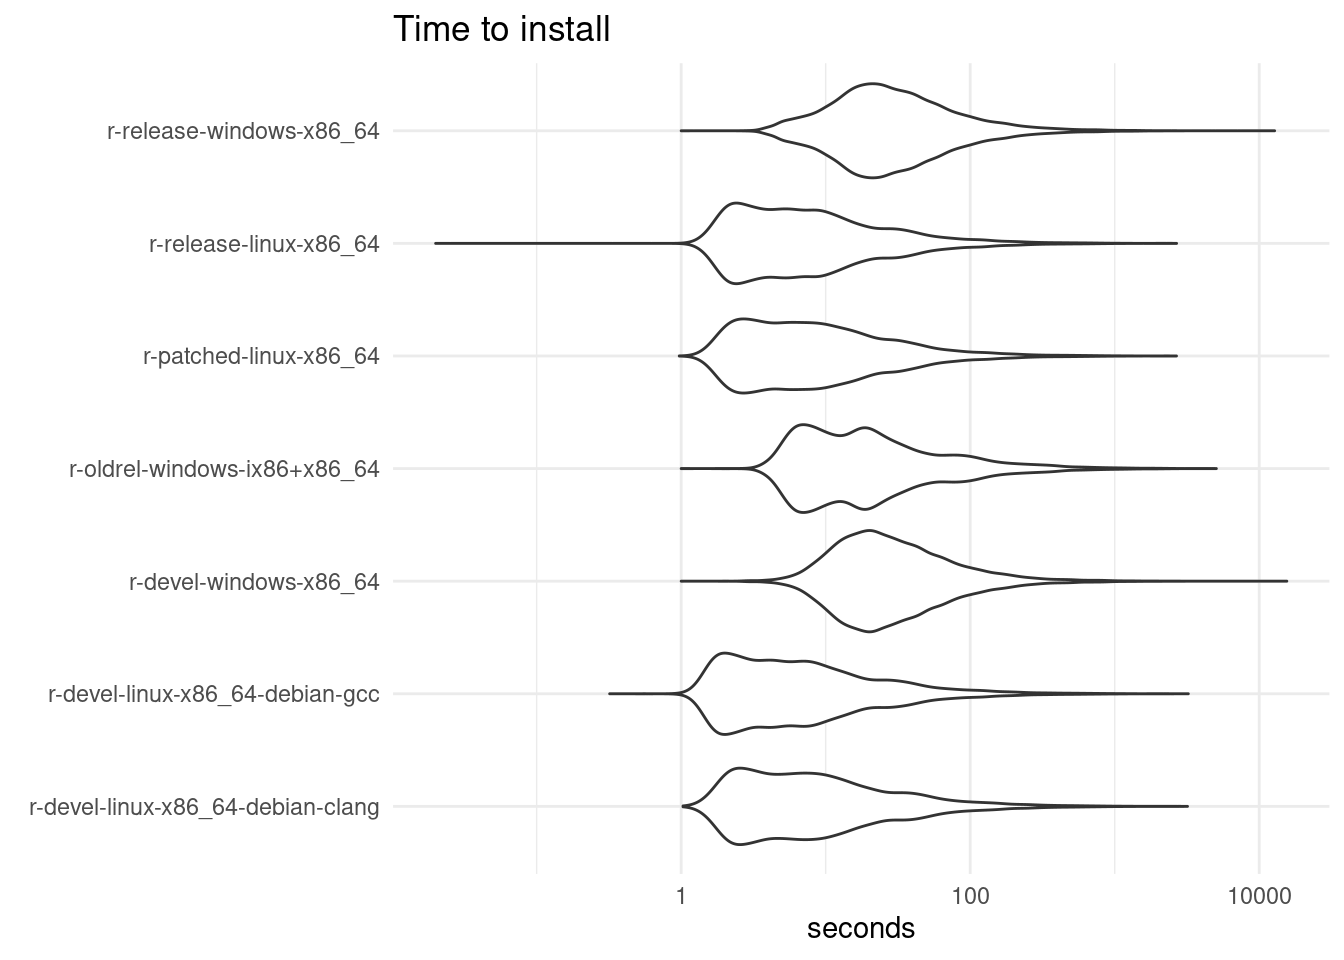 Time to install
r-release-windows-x86_64
r-release-linux-x86_64
r-patched-linux-x86_64
r-oldrel-windows-ix86+x86_64
r-devel-windows-x86_64
r-devel-linux-x86_64-debian-gcc
r-devel-linux-x86_64-debian-clang
1 100 10000
seconds